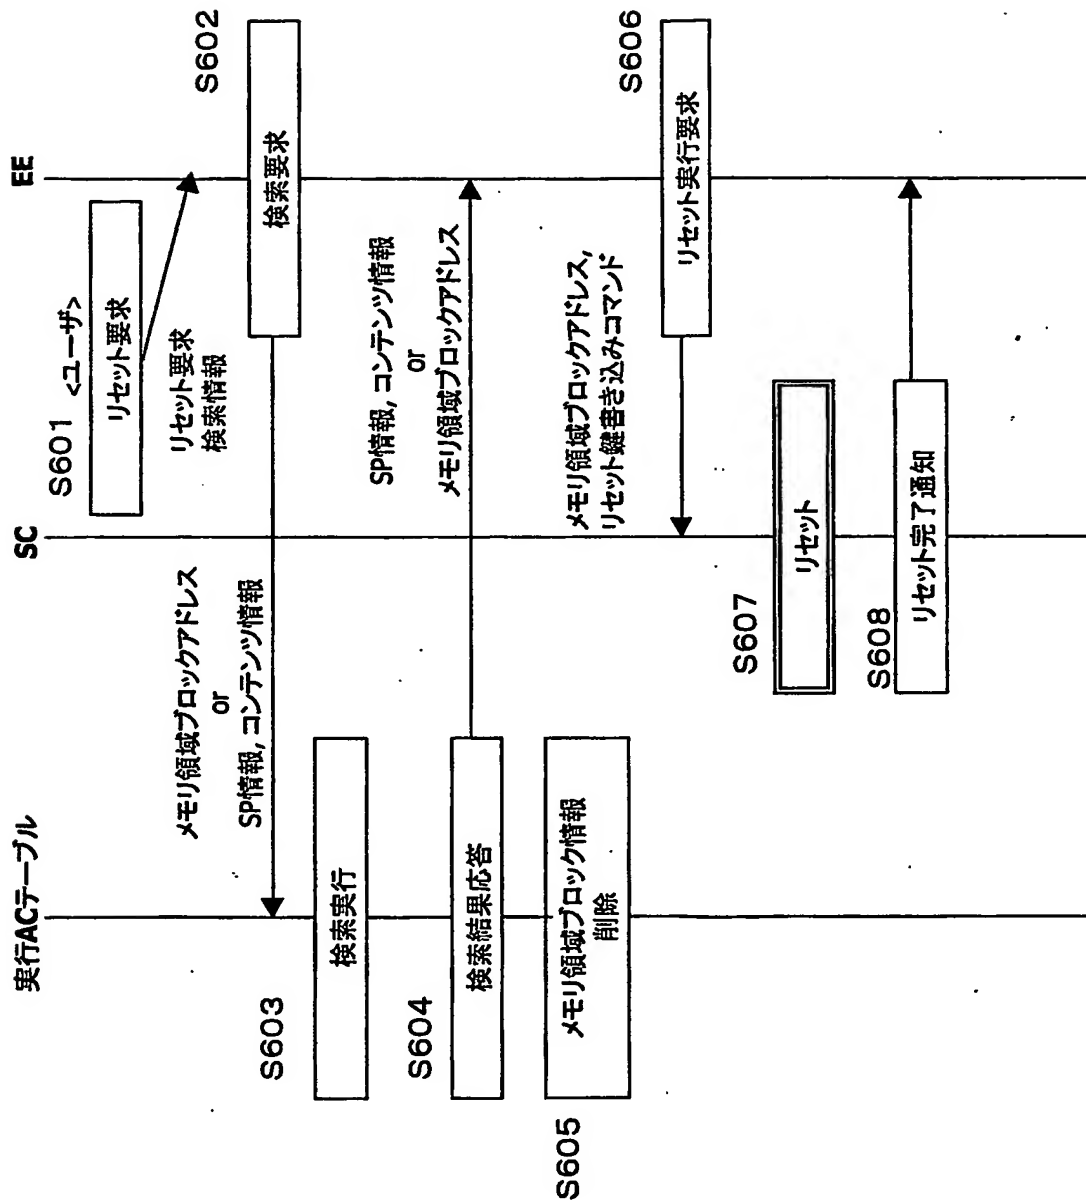 実行ACテーブル
SC
EE
S601
<ユーザ>
リセット要求
リセット要求
検索情報
S602
検索要求
メモリ領域ブロックアドレス
or
SP情報, コンテンツ情報
S603
検索実行
S604
検索結果応答
SP情報, コンテンツ情報
or
メモリ領域ブロックアドレス
S605
メモリ領域ブロック情報
削除
S606
リセット実行要求
メモリ領域ブロックアドレス,
リセット鍵書き込みコマンド
S607
リセット
S608
リセット完了通知